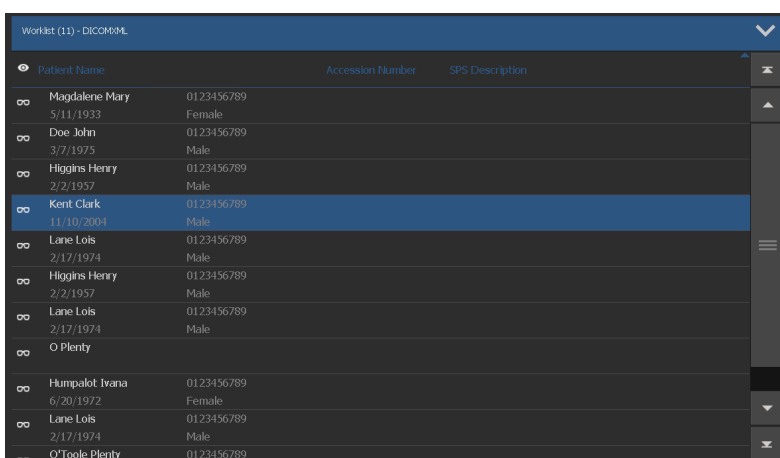 Worklist (11) - DICOMXML
Patient Name Accession Number SPS Description
Magdalene Mary 0123456789
5/11/1933 Female
Doe John 0123456789
3/7/1975 Male
Higgins Henry 0123456789
2/2/1957 Male
Kent Clark 0123456789
11/10/2004 Male
Lane Lois 0123456789
2/17/1974 Male
Higgins Henry 0123456789
2/2/1957 Male
Lane Lois 0123456789
2/17/1974 Male
O Plenty
Humpalot Ivana 0123456789
6/20/1972 Female
Lane Lois 0123456789
2/17/1974 Male
O'Toole Plenty 0123456789